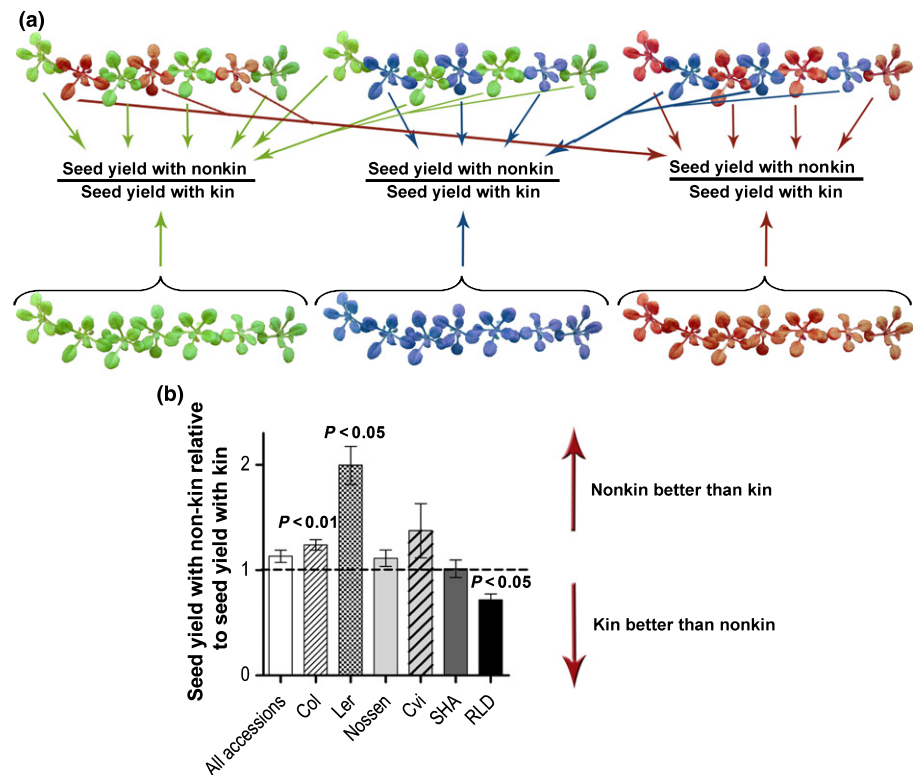 (a)
Seed yield with nonkin
Seed yield with kin
Seed yield with nonkin
Seed yield with kin
Seed yield with nonkin
Seed yield with kin
(b)
Seed yield with non-kin relative
to seed yield with kin
2
1
0
P < 0.01
P < 0.05
P < 0.05
All accessions
Col
Ler
Nossen
Cvi
SHA
RLD
Nonkin better than kin
Kin better than nonkin